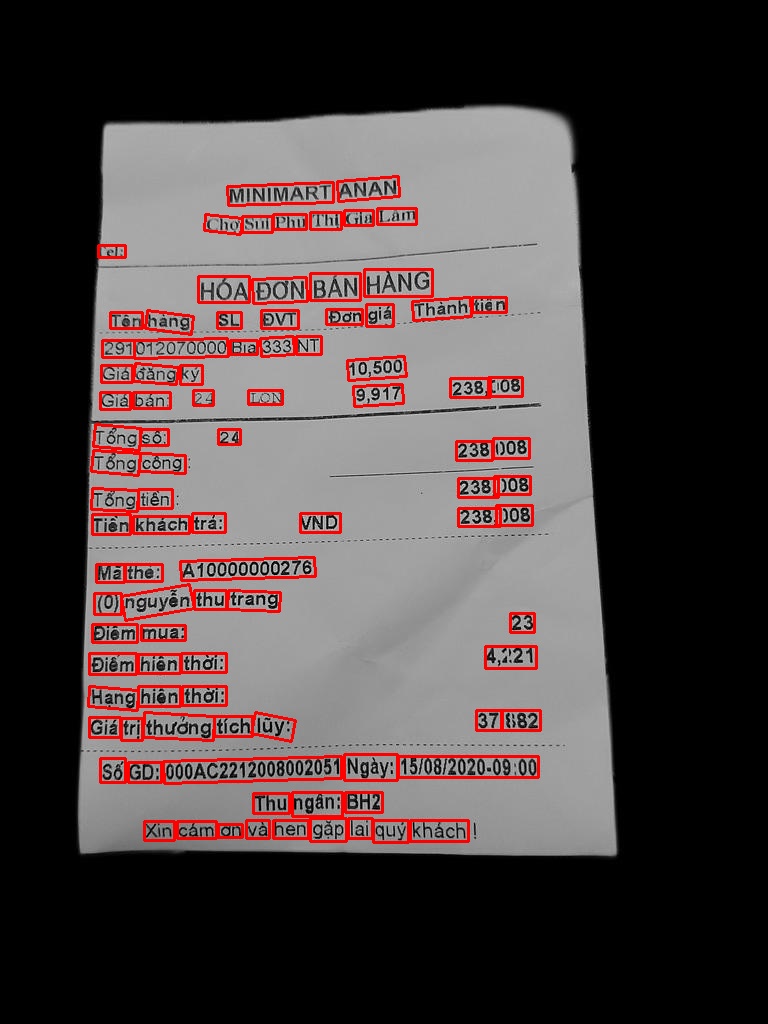 MINIMART ANAN
Chợ Sủi Phú Thị Gia Lâm
Tel:
HÓA ĐƠN BÁN HÀNG
Tên hàng SL ĐVT Đơn giá Thành tiền
291012070000 Bia 333 NT
Giá đăng ký 10,500
Giá bán: 24 LON 9,917 238,008
Tổng số: 24
Tổng cộng: 238,008
Tổng tiền: 238,008
Tiền khách trả: VND 238,008
Mã thẻ: A10000000276
(0) nguyễn thu trang
Điểm mua: 23
Điểm hiện thời: 4,221
Hạng hiện thời:
Giá trị thưởng tích lũy: 37,882
Số GD: 000AC2212008002051 Ngày: 15/08/2020-09:00
Thu ngân: BH2
Xin cảm ơn và hẹn gặp lại quý khách !